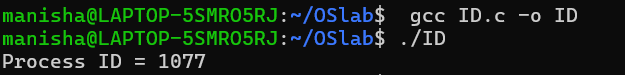 manisha@LAPTOP-5SMRO5RJ:~/OSlab$  gcc ID.c -o ID
manisha@LAPTOP-5SMRO5RJ:~/OSlab$ ./ID
Process ID = 1077